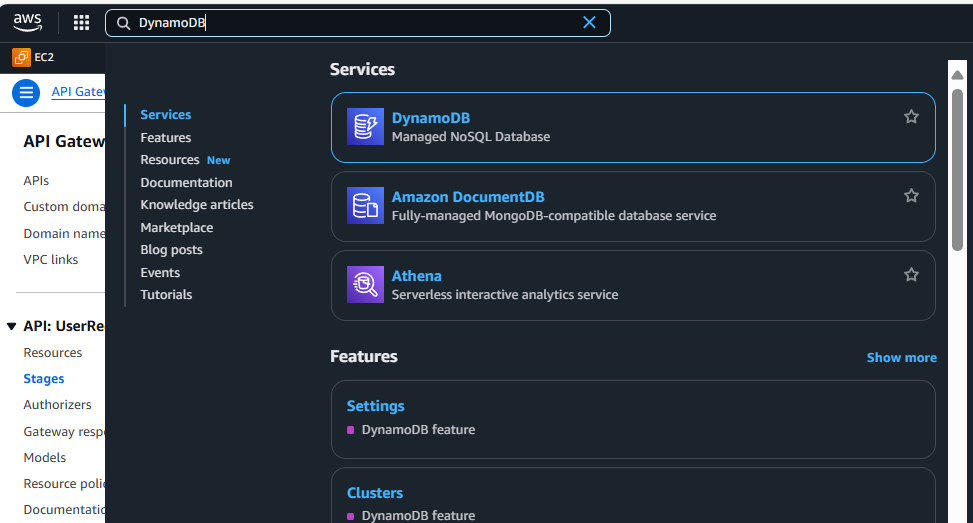 aws
DynamoDB
EC2
API Gatew
API Gatew
APIs
Custom doma
Domain name
VPC links
API: UserRe
Resources
Stages
Authorizers
Gateway resp
Models
Resource polic
Documentatio
Services
Features
Resources New
Documentation
Knowledge articles
Marketplace
Blog posts
Events
Tutorials
Services
DynamoDB
Managed NoSQL Database
Amazon DocumentDB
Fully-managed MongoDB-compatible database service
Athena
Serverless interactive analytics service
Features
Show more
Settings
DynamoDB feature
Clusters
DynamoDB feature